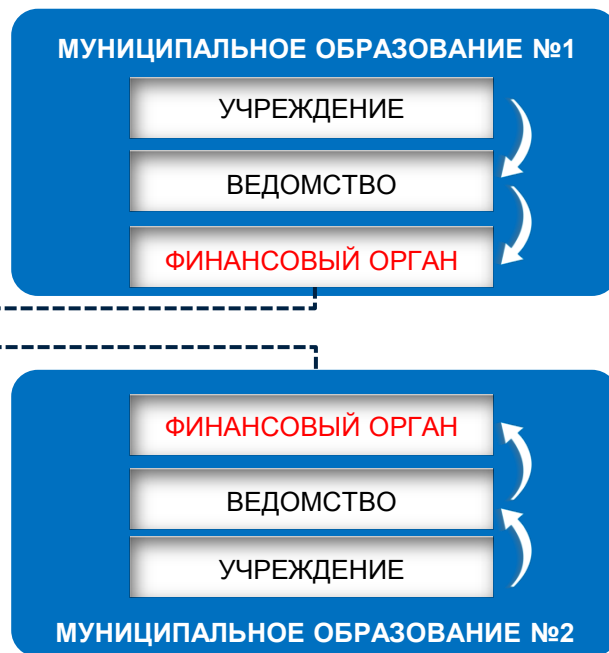 МУНИЦИПАЛЬНОЕ ОБРАЗОВАНИЕ №1
УЧРЕЖДЕНИЕ
ВЕДОМСТВО
ФИНАНСОВЫЙ ОРГАН
ФИНАНСОВЫЙ ОРГАН
ВЕДОМСТВО
УЧРЕЖДЕНИЕ
МУНИЦИПАЛЬНОЕ ОБРАЗОВАНИЕ №2